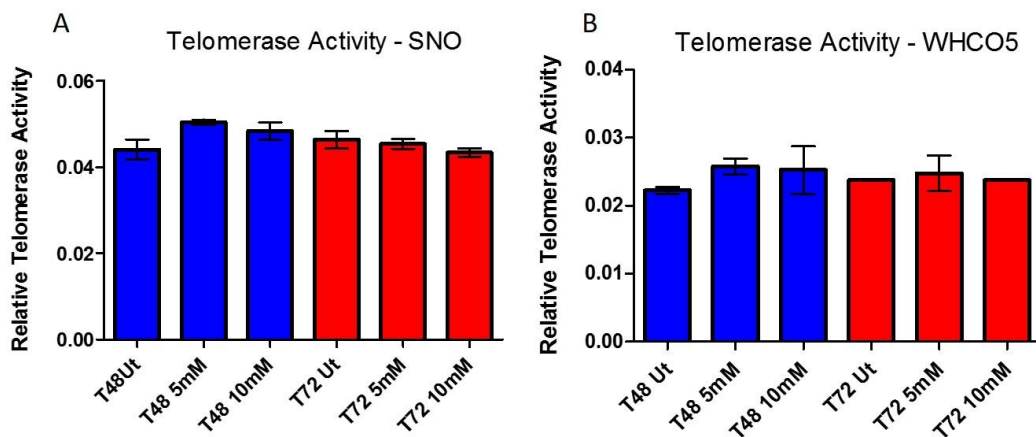 A
Telomerase Activity - SNO
Relative Telomerase Activity
0.06
0.04
0.02
0.00
T48Ut
T48 5mM
T48 10mM
T72 Ut
T72 5mM
T72 10mM
B
Telomerase Activity - WHCO5
Relative Telomerase Activity
0.04
0.03
0.02
0.01
0.00
T48 Ut
T48 5mM
T48 10mM
T72 Ut
T72 5mM
T72 10mM